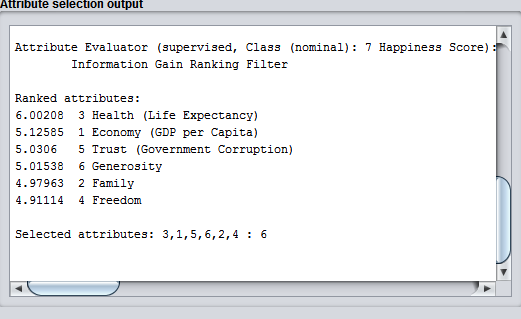 Attribute selection output
Attribute Evaluator (supervised, Class (nominal): 7 Happiness Score):
Information Gain Ranking Filter
Ranked attributes:
6.00208 3 Health (Life Expectancy)
5.12585 1 Economy (GDP per Capita)
5.0306 5 Trust (Government Corruption)
5.01538 6 Generosity
4.97963 2 Family
4.91114 4 Freedom
Selected attributes: 3,1,5,6,2,4 : 6